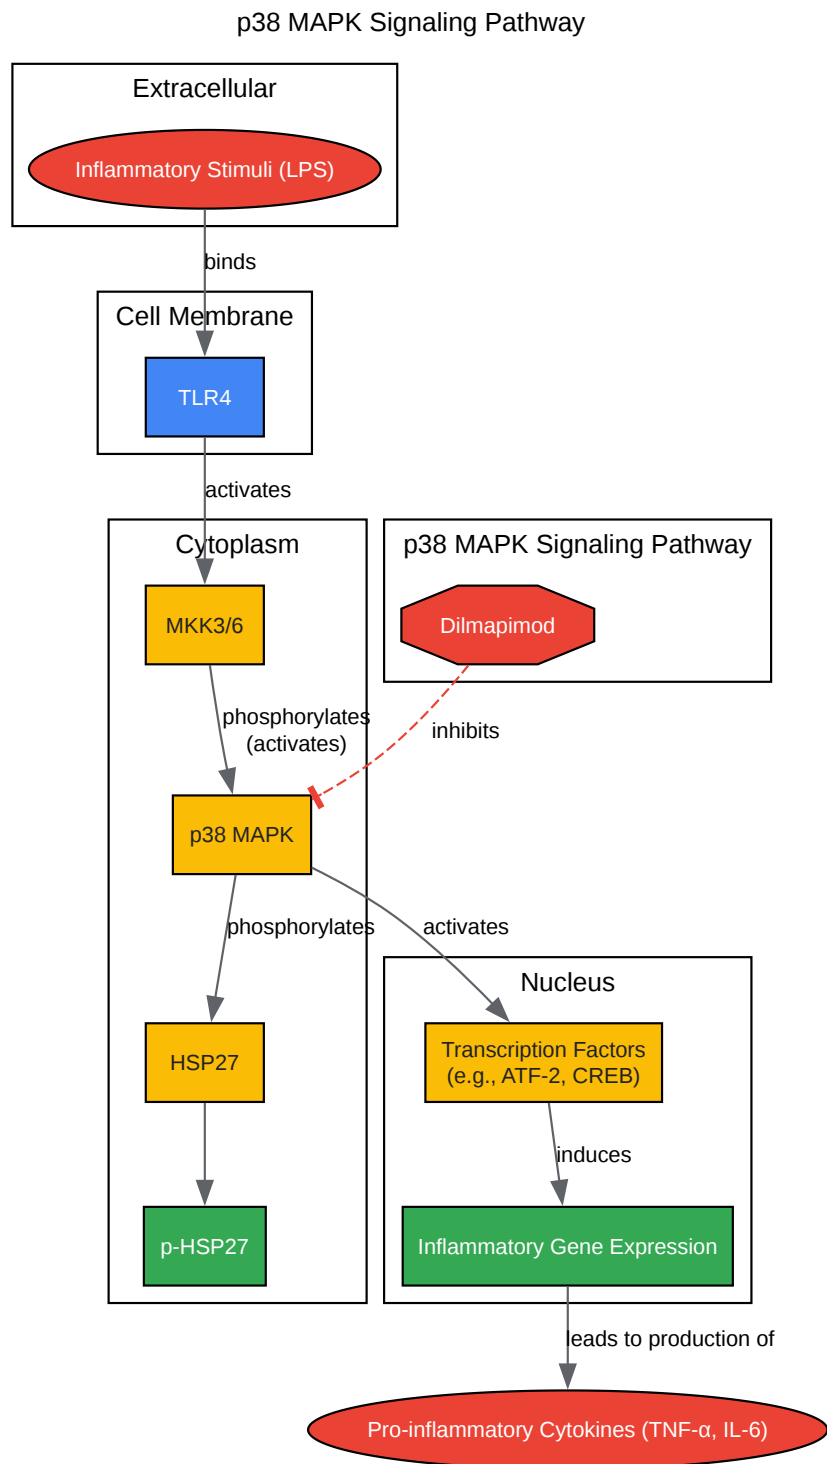 p38 MAPK Signaling Pathway
Extracellular
Inflammatory Stimuli (LPS)
binds
Cell Membrane
TLR4
activates
Cytoplasm
p38 MAPK Signaling Pathway
MKK3/6
Dilmapimod
phosphorylates
(activates)
inhibits
p38 MAPK
phosphorylates
activates
Nucleus
HSP27
Transcription Factors
(e.g., ATF-2, CREB)
induces
p-HSP27
Inflammatory Gene Expression
leads to production of
Pro-inflammatory Cytokines (TNF-α, IL-6)